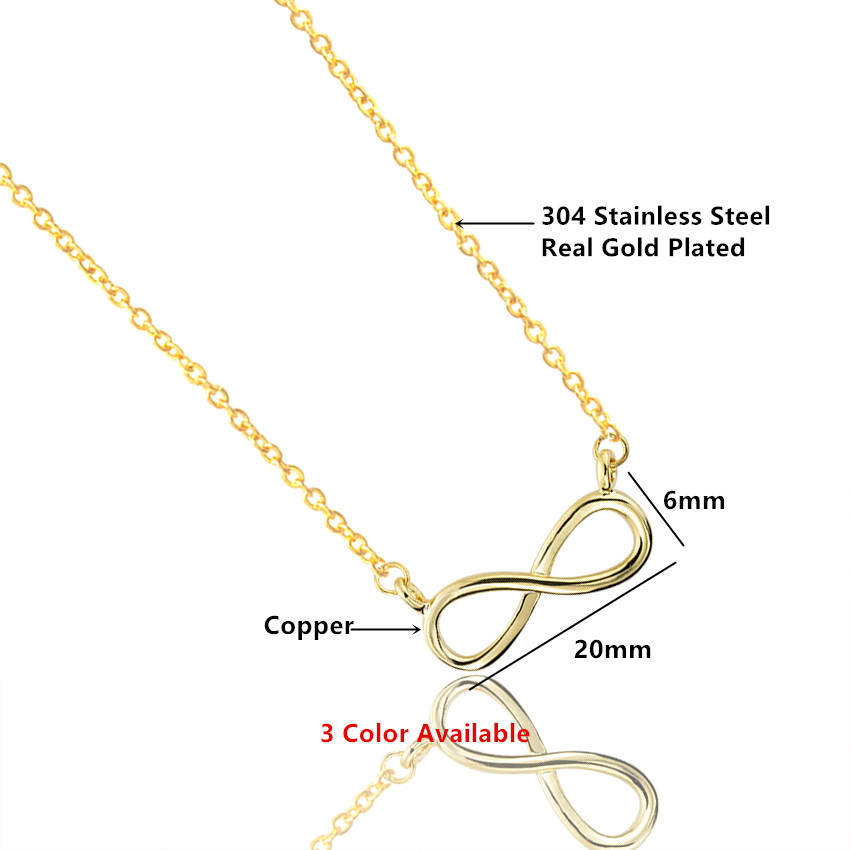 304 Stainless Steel
Real Gold Plated
6mm
Copper
20mm
3 Color Available